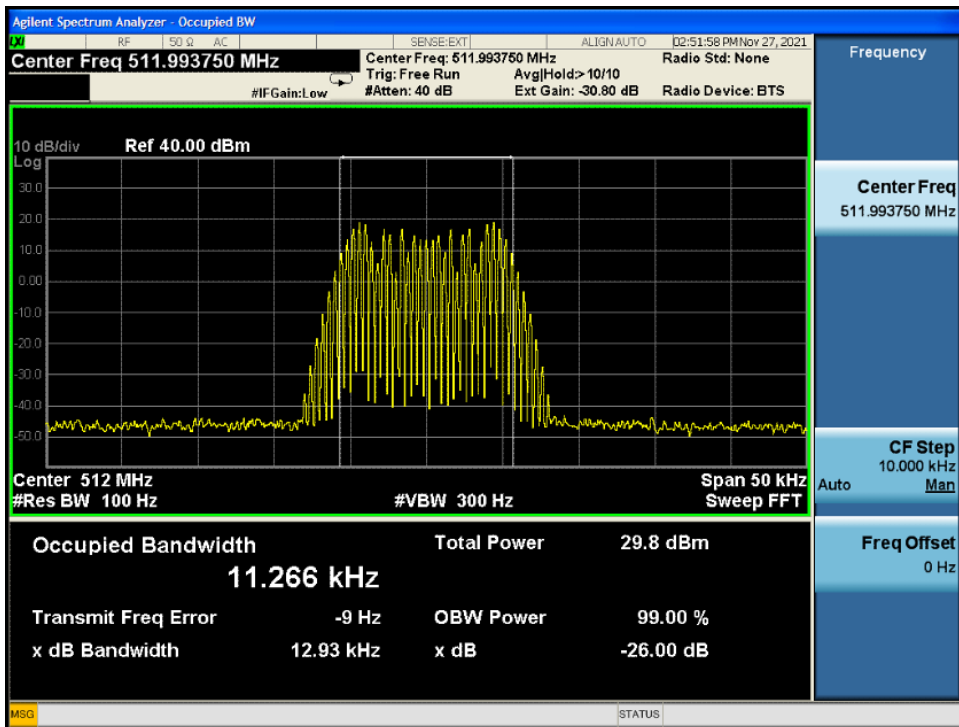 Agilent Spectrum Analyzer - Occupied BW
LXI RF 50 Ω AC SENSE:EXT ALIGNAUTO 02:51:58 PMNov 27, 2021
Center Freq 511.993750 MHz
Center Freq: 511.993750 MHz Radio Std: None
Trig: Free Run Avg|Hold:> 10/10
#IFGain:Low #Atten: 40 dB Ext Gain: -30.80 dB Radio Device: BTS
10 dB/div Ref 40.00 dBm
Log
30.0
20.0
10.0
0.00
-10.0
-20.0
-30.0
-40.0
-50.0
Center 512 MHz Span 50 kHz
#Res BW 100 Hz #VBW 300 Hz Sweep FFT
Occupied Bandwidth Total Power 29.8 dBm
11.266 kHz
Transmit Freq Error -9 Hz OBW Power 99.00 %
x dB Bandwidth 12.93 kHz x dB -26.00 dB
Frequency
Center Freq
511.993750 MHz
CF Step
10.000 kHz
Auto Man
Freq Offset
0 Hz
MSG STATUS